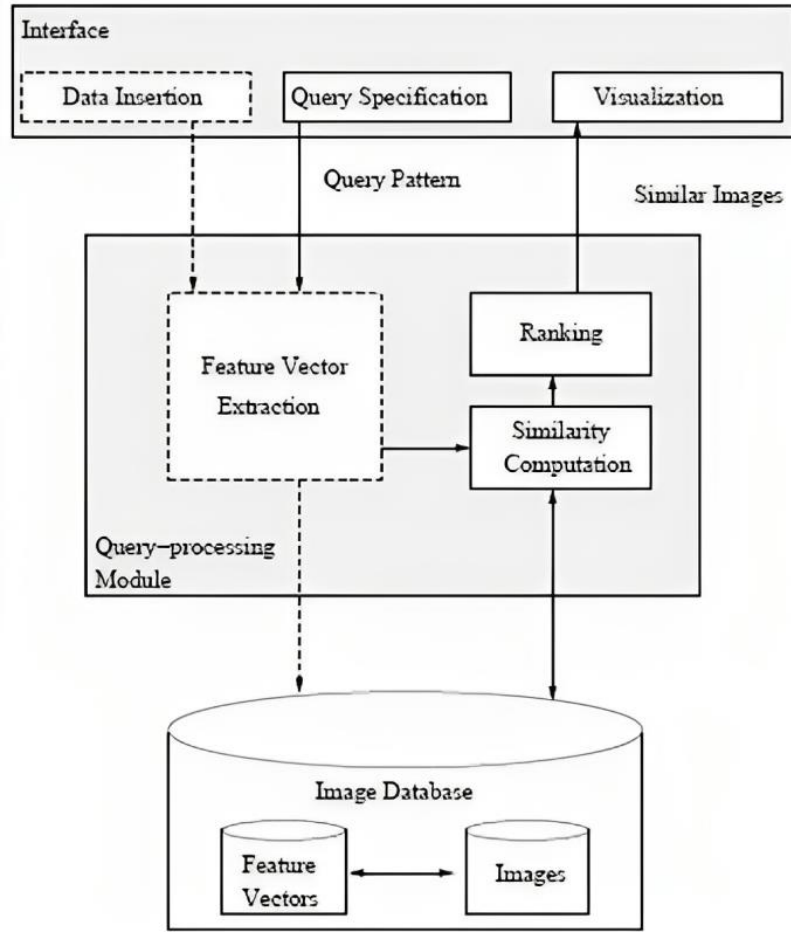 Interface
Data Insertion
Query Specification
Visualization
Query Pattern
Similar Images
Feature Vector
Extraction
Ranking
Similarity
Computation
Query–processing
Module
Image Database
Feature
Vectors
Images